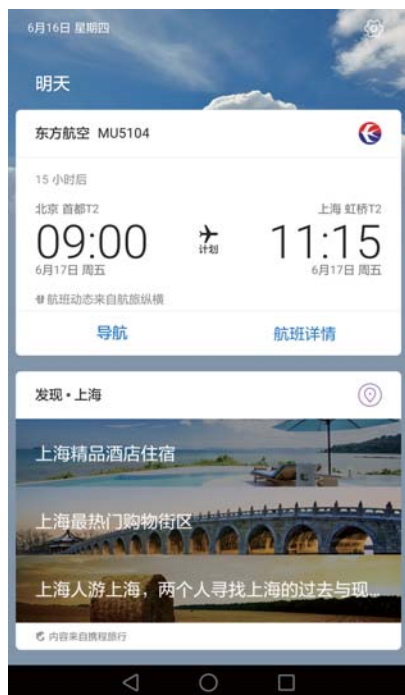 6月16日 星期四
明天
东方航空 MU5104
15 小时后
北京 首都T2
上海 虹桥T2
09:00
计划
11:15
6月17日 周五
6月17日 周五
航班动态来自航旅纵横
导航
航班详情
发现 • 上海
上海精品酒店住宿
上海最热门购物街区
上海人游上海，两个人寻找上海的过去与现...
内容来自携程旅行